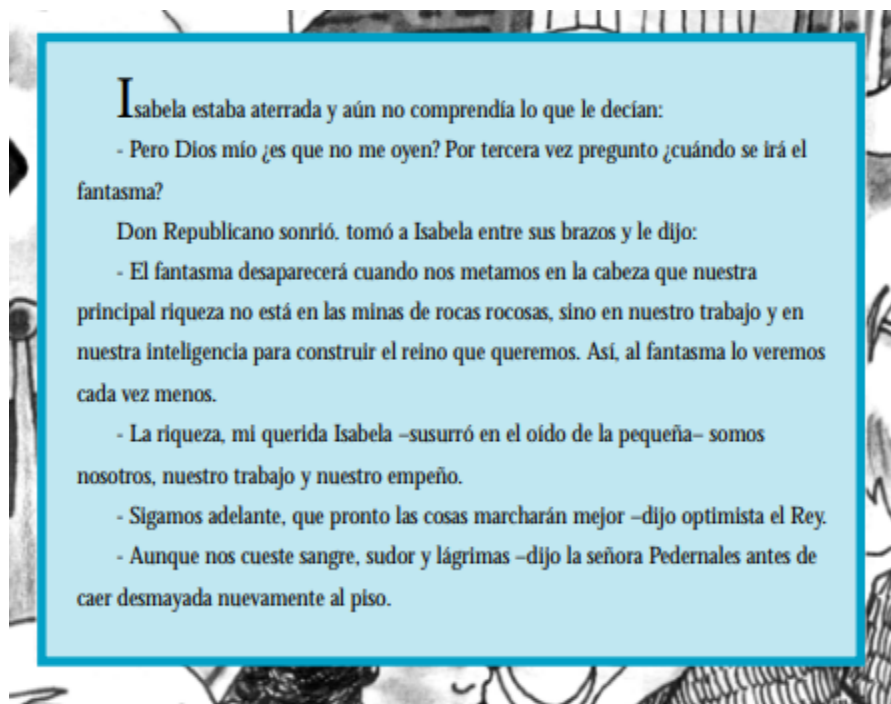 Isabela estaba aterrada y aún no comprendía lo que le decían:
- Pero Dios mío ¿es que no me oyen? Por tercera vez pregunto ¿cuándo se irá el
fantasma?
Don Republicano sonrió. tomó a Isabela entre sus brazos y le dijo:
- El fantasma desaparecerá cuando nos metamos en la cabeza que nuestra
principal riqueza no está en las minas de rocas rocosas, sino en nuestro trabajo y en
nuestra inteligencia para construir el reino que queremos. Así, al fantasma lo veremos
cada vez menos.
- La riqueza, mi querida Isabela –susurró en el oído de la pequeña– somos
nosotros, nuestro trabajo y nuestro empeño.
- Sigamos adelante, que pronto las cosas marcharán mejor –dijo optimista el Rey.
- Aunque nos cueste sangre, sudor y lágrimas –dijo la señora Pedernales antes de
caer desmayada nuevamente al piso.